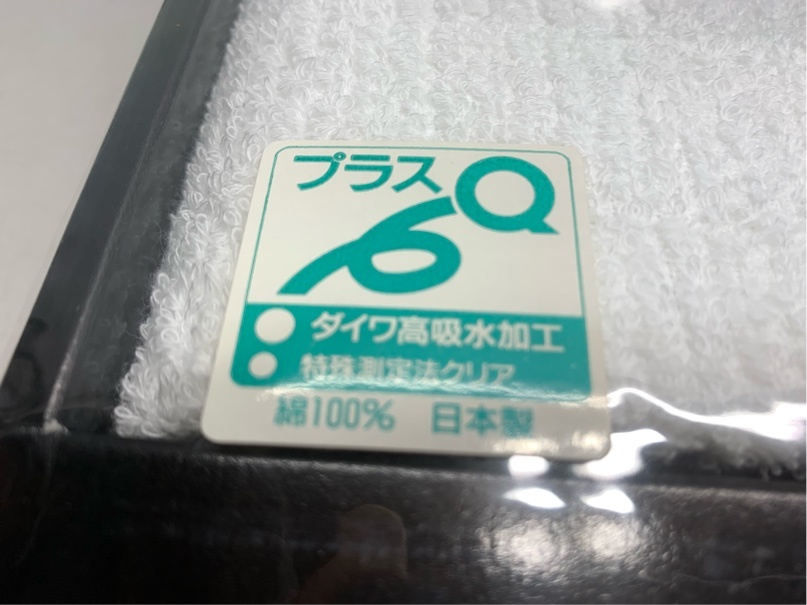 プラスQ
ダイワ高吸水加工
特殊測定法クリア
綿100% 日本製